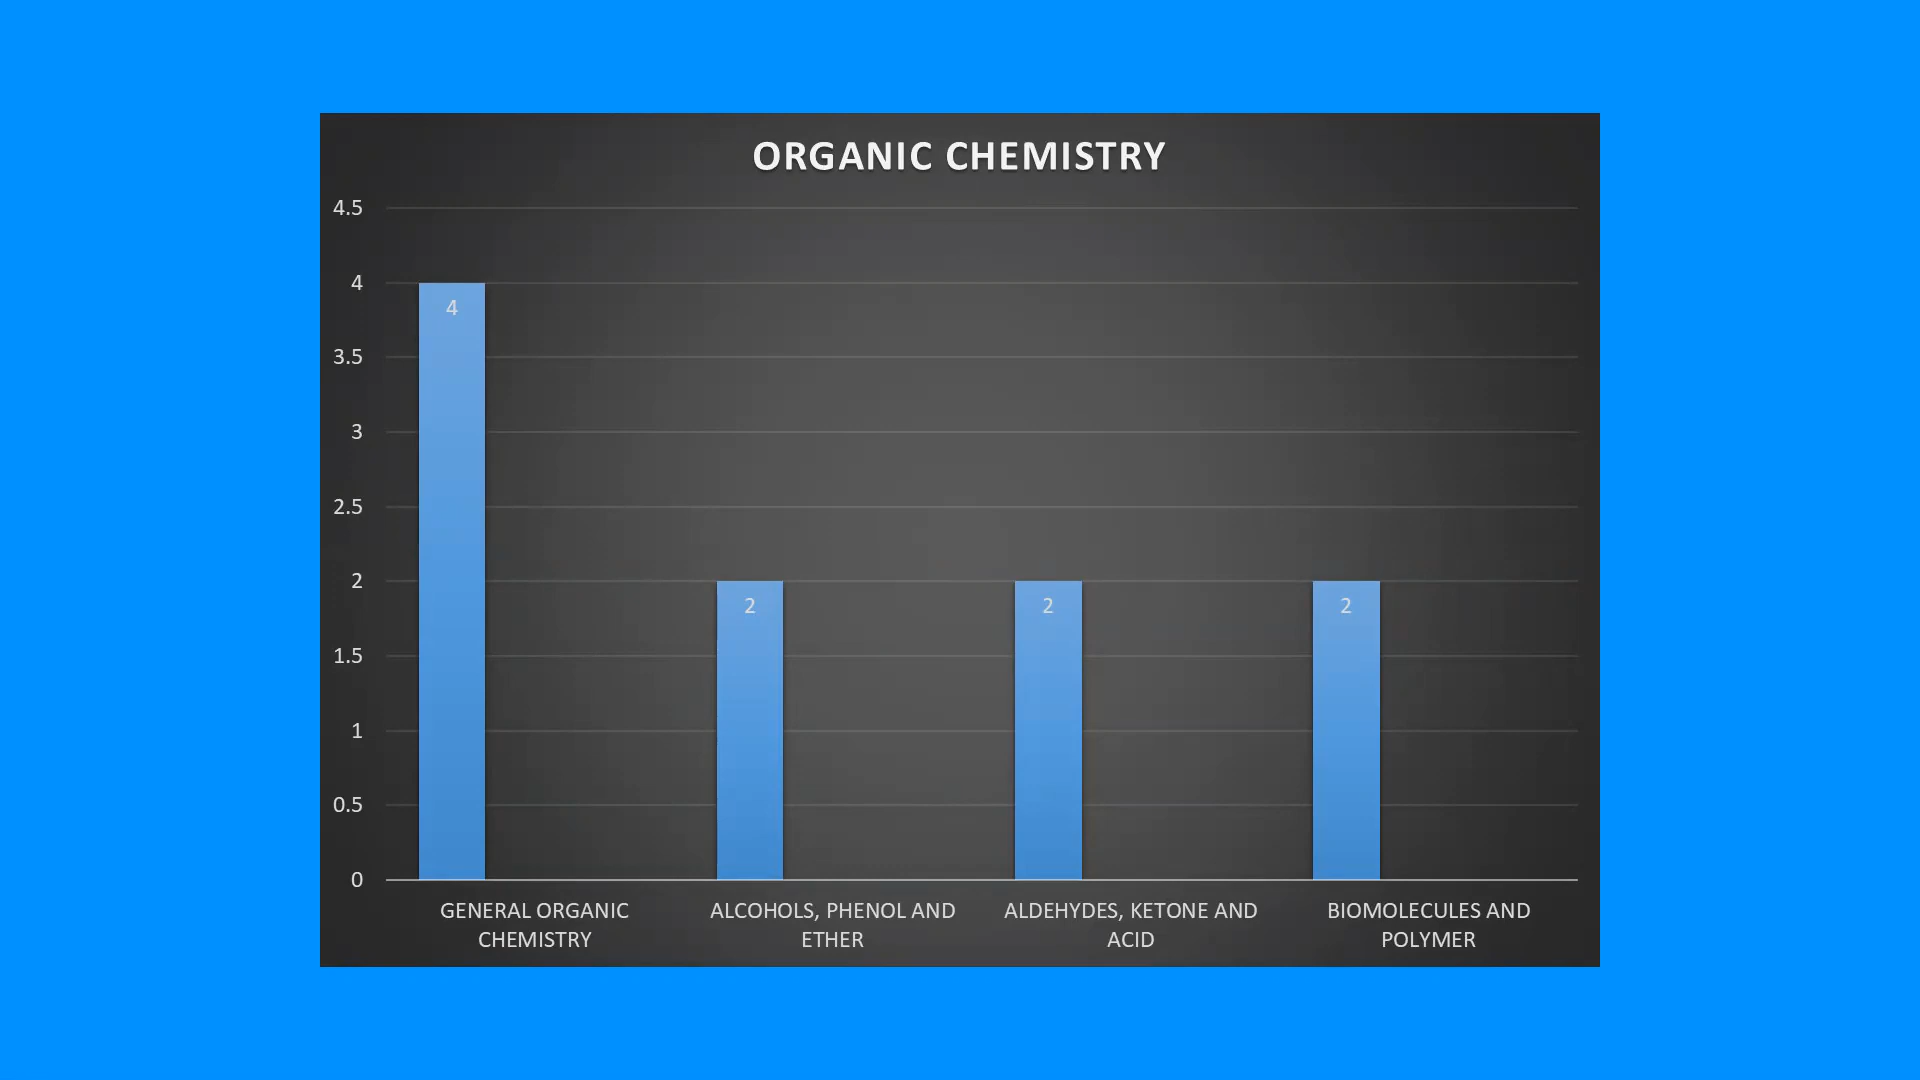 ORGANIC CHEMISTRY
4.5
4
4
3.5
3
2.5
2
2
2
2
1.5
1
0.5
0
GENERAL ORGANIC
CHEMISTRY
ALCOHOLS, PHENOL AND
ETHER
ALDEHYDES, KETONE AND
ACID
BIOMOLECULES AND
POLYMER